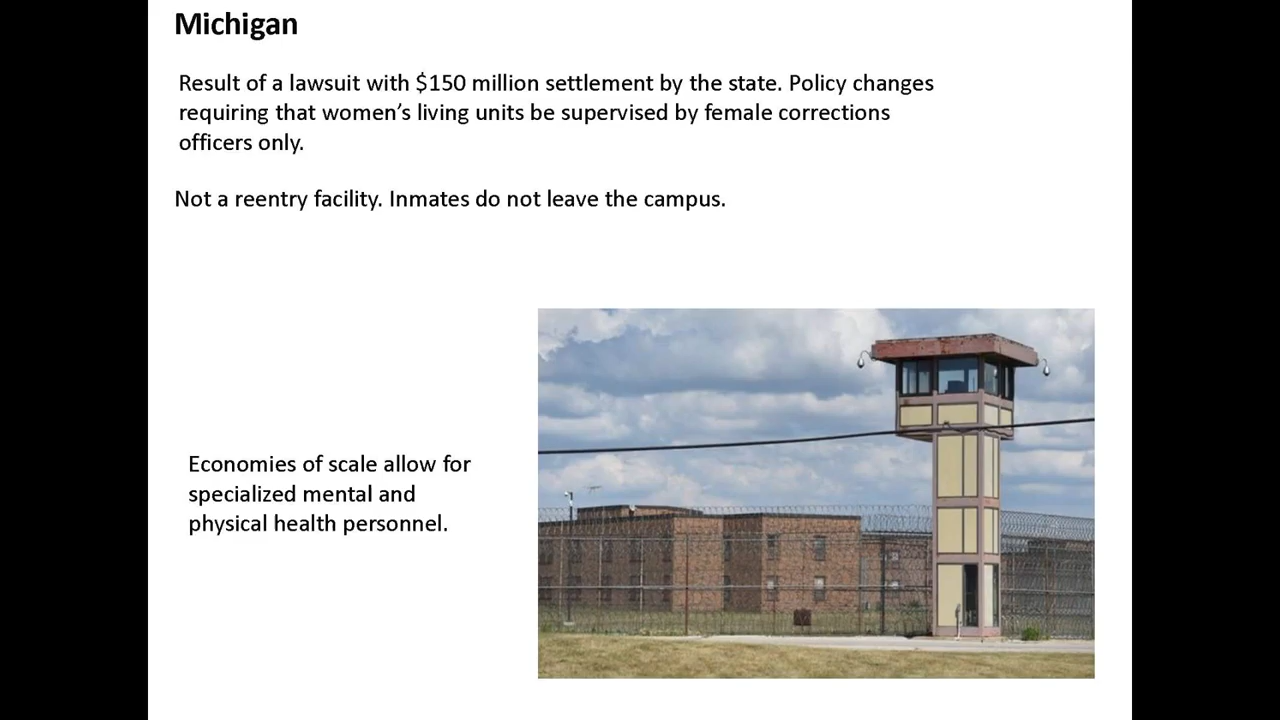 Michigan
Result of a lawsuit with $150 million settlement by the state. Policy changes
requiring that women’s living units be supervised by female corrections
officers only.
Not a reentry facility. Inmates do not leave the campus.
Economies of scale allow for
specialized mental and
physical health personnel.